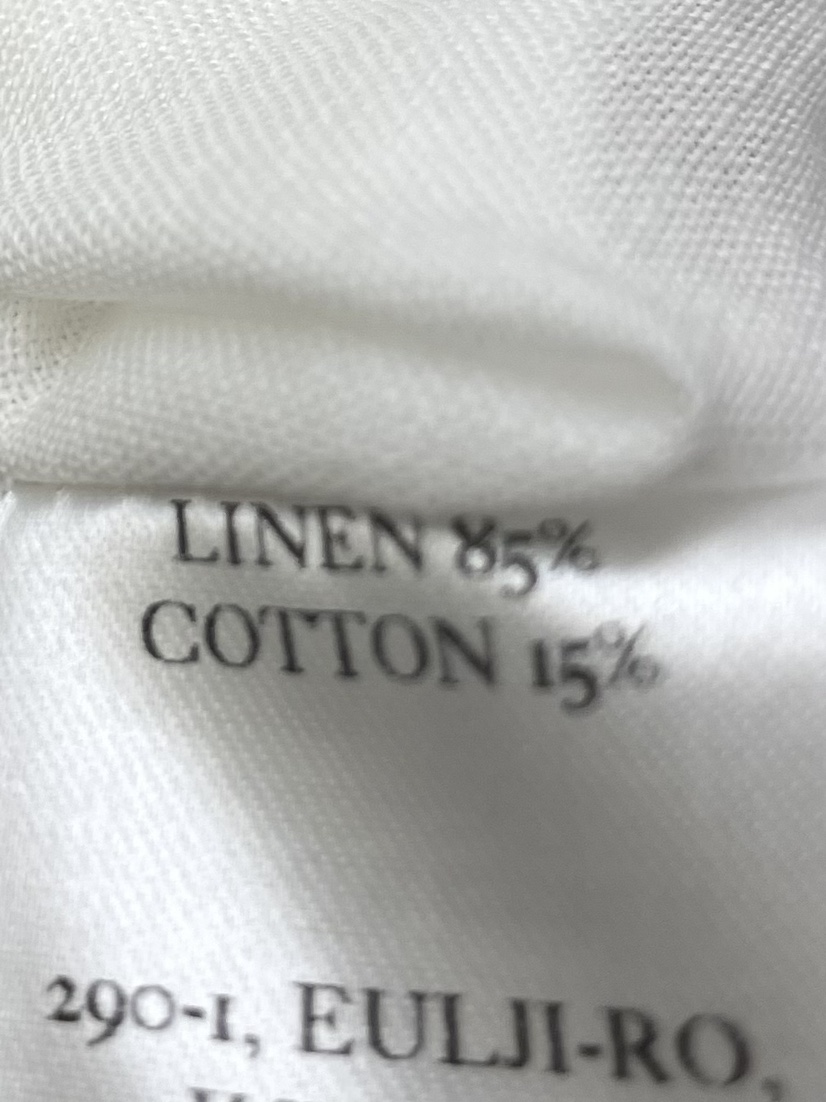 LINEN 85%
COTTON 15%
290-1, EULJI-RO,